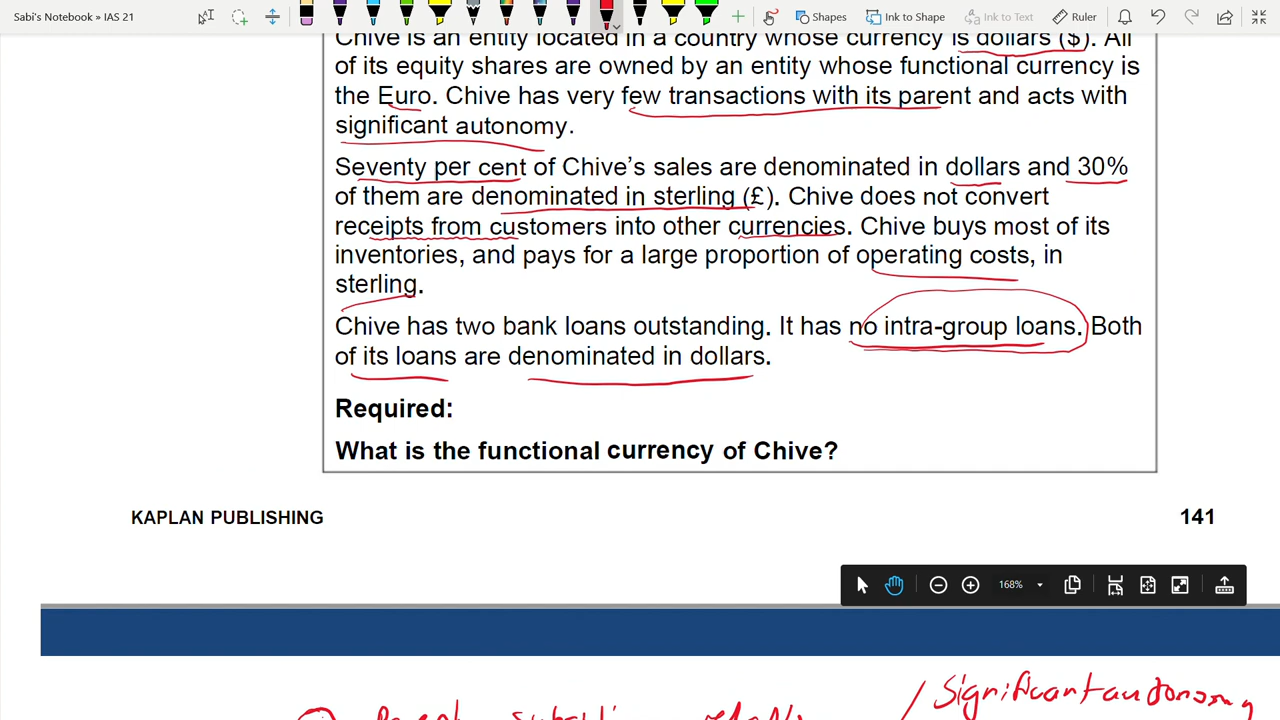 Sabi's Notebook » IAS 21
Shapes
Ink to Shape
Ink to Text
Ruler
Chive is an entity located in a country whose currency is dollars ($). All
of its equity shares are owned by an entity whose functional currency is
the Euro. Chive has very few transactions with its parent and acts with
significant autonomy.
Seventy per cent of Chive’s sales are denominated in dollars and 30%
of them are denominated in sterling (£). Chive does not convert
receipts from customers into other currencies. Chive buys most of its
inventories, and pays for a large proportion of operating costs, in
sterling.
Chive has two bank loans outstanding. It has no intra-group loans. Both
of its loans are denominated in dollars.
Required:
What is the functional currency of Chive?
KAPLAN PUBLISHING
141
168%
Significant autonomy
Parent